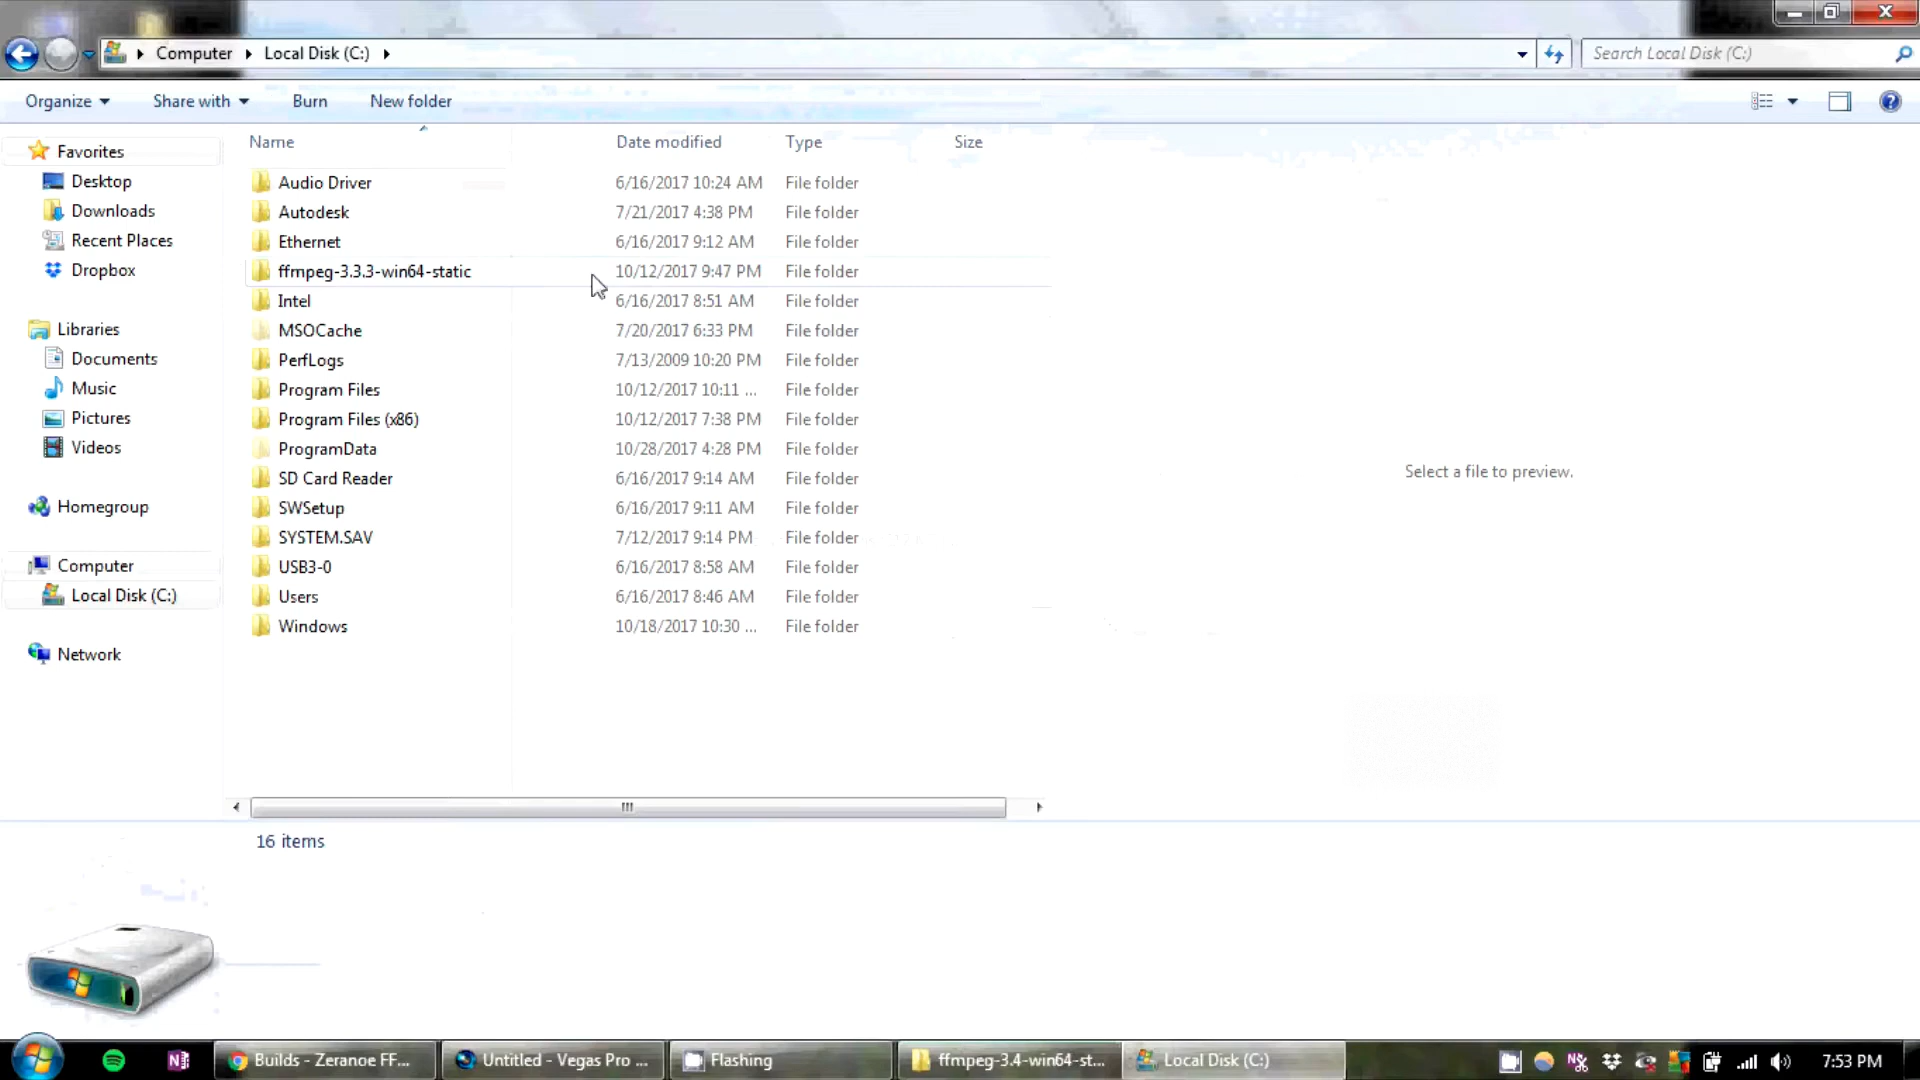 Computer Local Disk (C:)
Search Local Disk (C:)
Organize Share with Burn New folder
Name Date modified Type Size
Favorites
Desktop
Downloads
Recent Places
Dropbox
Libraries
Documents
Music
Pictures
Videos
Homegroup
Computer
Local Disk (C:)
Network
Audio Driver 6/16/2017 10:24 AM File folder
Autodesk 7/21/2017 4:38 PM File folder
Ethernet 6/16/2017 9:12 AM File folder
ffmpeg-3.3.3-win64-static 10/12/2017 9:47 PM File folder
Intel 6/16/2017 8:51 AM File folder
MSOCache 7/20/2017 6:33 PM File folder
PerfLogs 7/13/2009 10:20 PM File folder
Program Files 10/12/2017 10:11 ... File folder
Program Files (x86) 10/12/2017 7:38 PM File folder
ProgramData 10/28/2017 4:28 PM File folder
SD Card Reader 6/16/2017 9:14 AM File folder
SWSetup 6/16/2017 9:11 AM File folder
SYSTEM.SAV 7/12/2017 9:14 PM File folder
USB3-0 6/16/2017 8:58 AM File folder
Users 6/16/2017 8:46 AM File folder
Windows 10/18/2017 10:30 ... File folder
Select a file to preview.
16 items
Builds - Zeranoe FF... Untitled - Vegas Pro ... Flashing ffmpeg-3.4-win64-st... Local Disk (C:) 7:53 PM